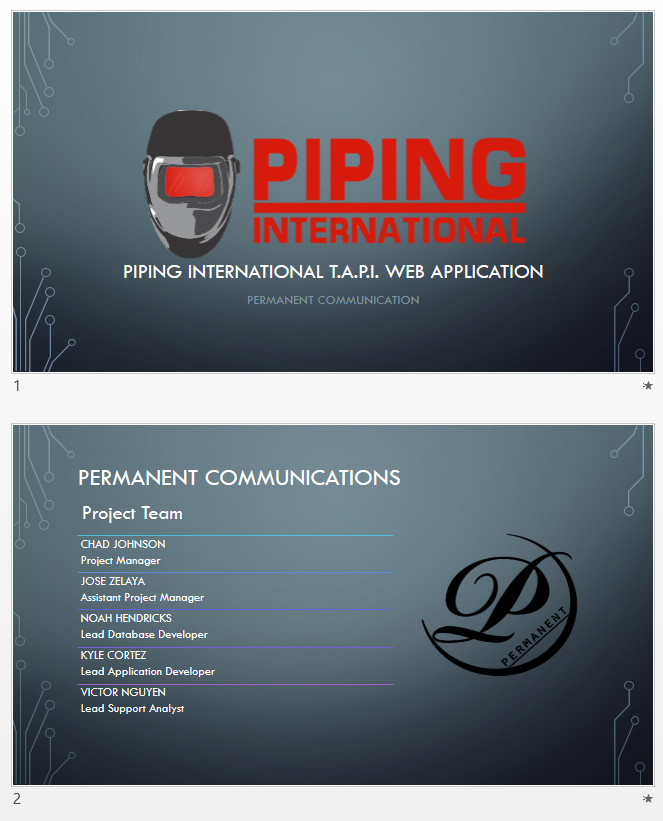 PIPING
INTERNATIONAL
PIPING INTERNATIONAL T.A.P.I. WEB APPLICATION
PERMANENT COMMUNICATION
1
PERMANENT COMMUNICATIONS
Project Team
CHAD JOHNSON
Project Manager
JOSE ZELAYA
Assistant Project Manager
NOAH HENDRICKS
Lead Database Developer
KYLE CORTEZ
Lead Application Developer
VICTOR NGUYEN
Lead Support Analyst
P
PERMANENT
2